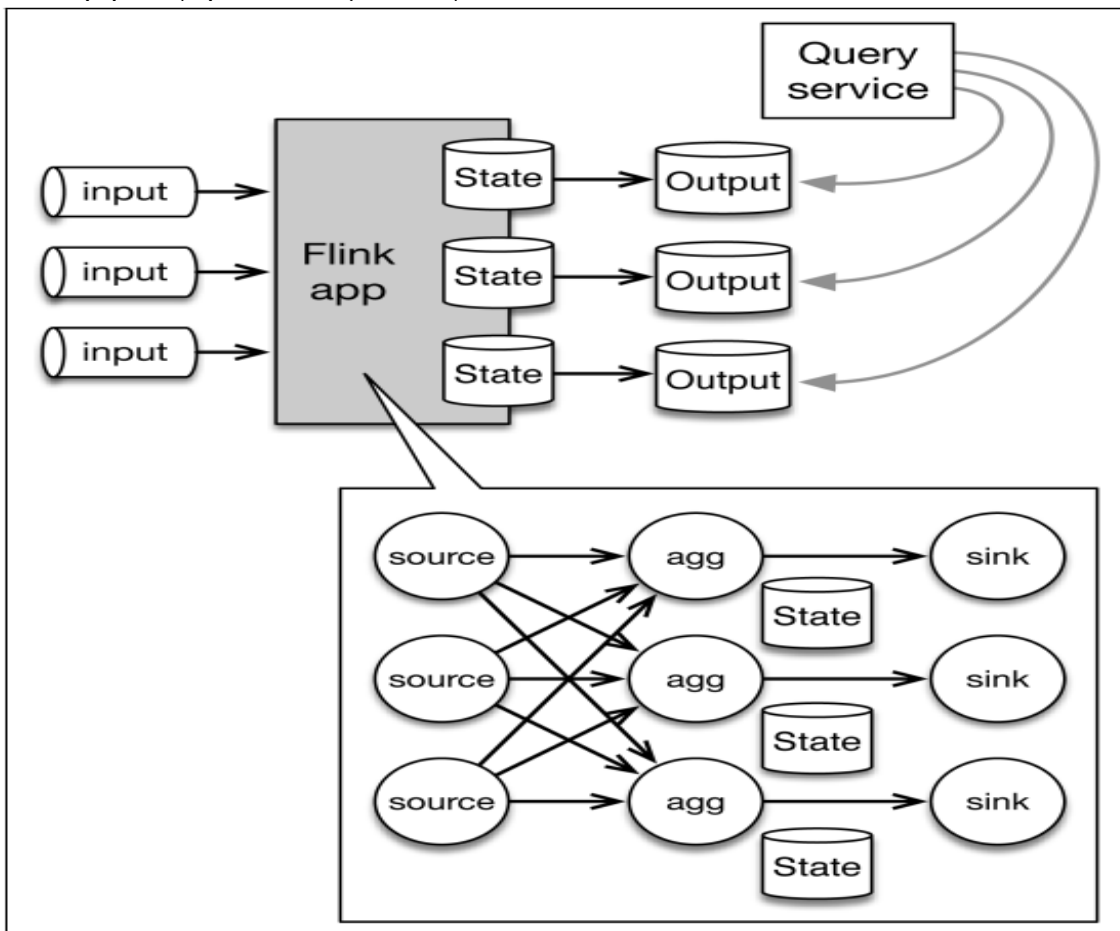 Query
service
input
State
Output
input
Flink
app
State
Output
input
State
Output
source
agg
sink
State
source
agg
sink
State
source
agg
sink
State